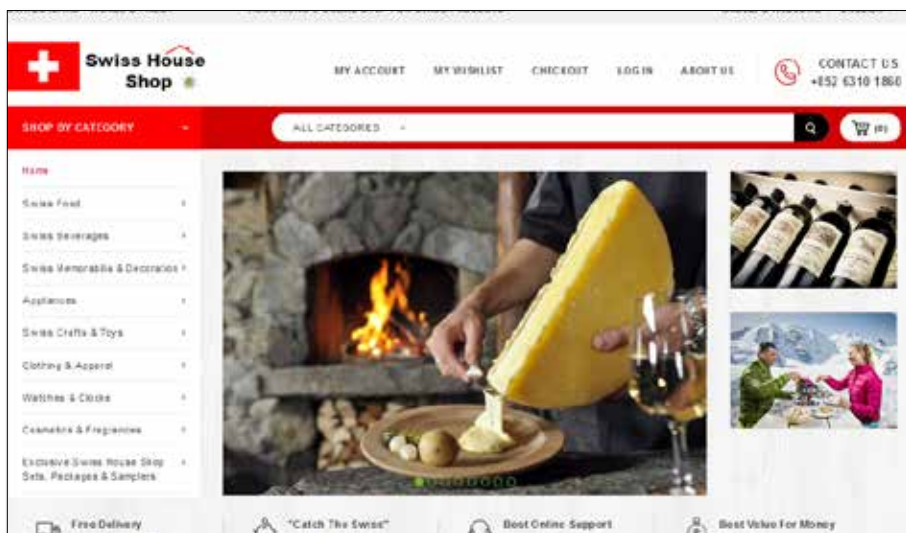 Swiss House
Shop
MY ACCOUNT
MY WISHLIST
CHECKOUT
LOG IN
ABOUT US
CONTACT US
+852 6310 1860
SHOP BY CATEGORY
ALL CATEGORIES
(0)
Home
Swiss Food
Swiss Beverages
Swiss Memorabilia & Decoration
Appliances
Swiss Crafts & Toys
Clothing & Apparel
Watches & Clocks
Cosmetics & Fragrances
Exclusive Swiss House Shop
Sets, Packages & Samplers
Free Delivery
"Catch The Swiss"
Best Online Support
Best Value For Money